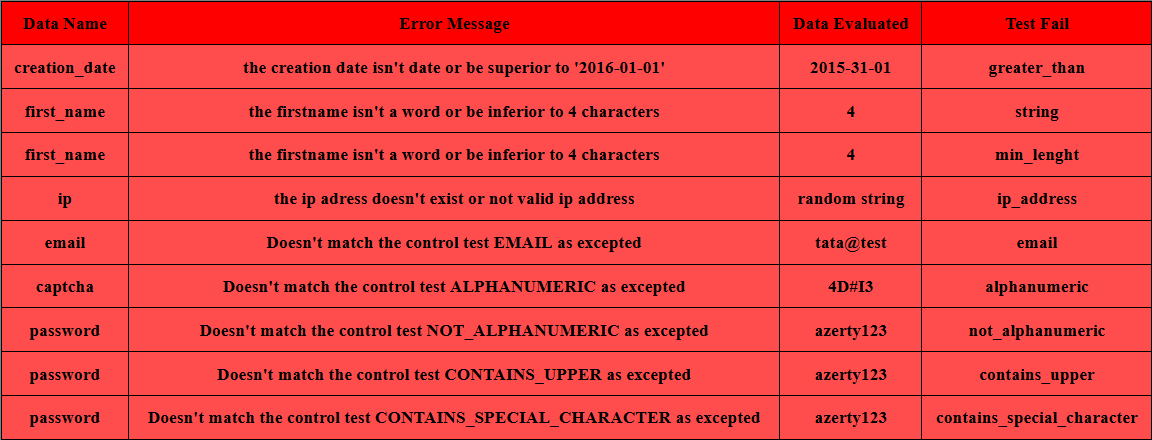 Data Name Error Message Data Evaluated Test Fail
creation_date the creation date isn't date or be superior to '2016-01-01' 2015-31-01 greater_than
first_name the firstname isn't a word or be inferior to 4 characters 4 string
first_name the firstname isn't a word or be inferior to 4 characters 4 min_lenght
ip the ip adress doesn't exist or not valid ip address random string ip_address
email Doesn't match the control test EMAIL as excepted tata@test email
captcha Doesn't match the control test ALPHANUMERIC as excepted 4D#I3 alphanumeric
password Doesn't match the control test NOT_ALPHANUMERIC as excepted azerty123 not_alphanumeric
password Doesn't match the control test CONTAINS_UPPER as excepted azerty123 contains_upper
password Doesn't match the control test CONTAINS_SPECIAL_CHARACTER as excepted azerty123 contains_special_character